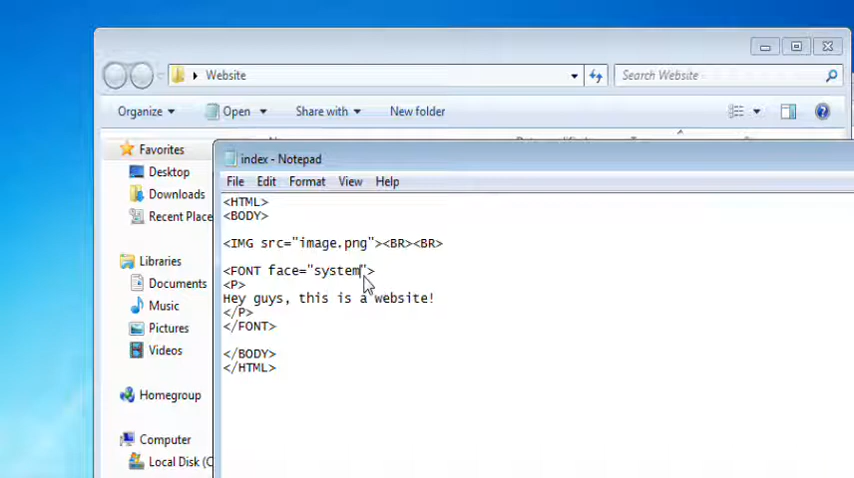 Website
Search Website
Organize
Open
Share with
New folder
Favorites
Desktop
Downloads
Recent Place
Libraries
Documents
Music
Pictures
Videos
Homegroup
Computer
Local Disk (C
index - Notepad
File Edit Format View Help
<HTML>
<BODY>
<IMG src="image.png"><BR><BR>
<FONT face="system">
<P>
Hey guys, this is a website!
</P>
</FONT>
</BODY>
</HTML>